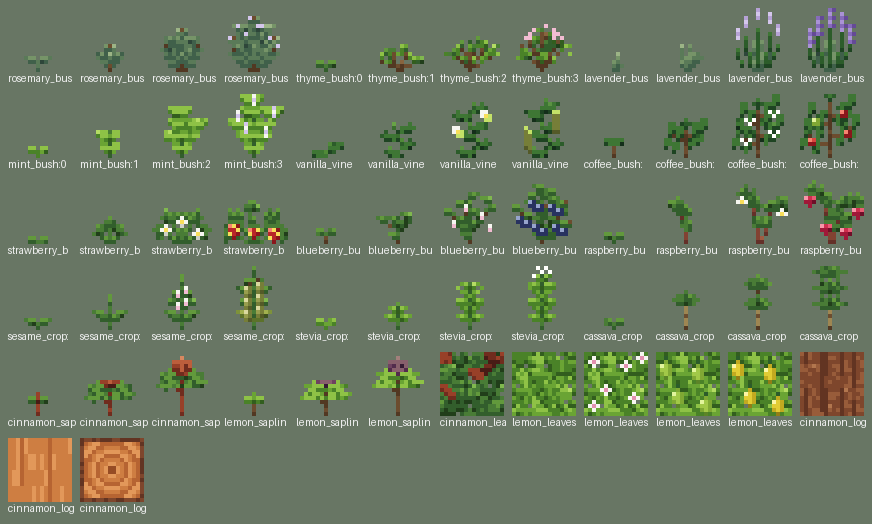 rosemary_bus rosemary_bus rosemary_bus rosemary_bus thyme_bush:0 thyme_bush:1 thyme_bush:2 thyme_bush:3 lavender_bus lavender_bus lavender_bus lavender_bus
mint_bush:0 mint_bush:1 mint_bush:2 mint_bush:3 vanilla_vine vanilla_vine vanilla_vine vanilla_vine coffee_bush: coffee_bush: coffee_bush: coffee_bush:
strawberry_b strawberry_b strawberry_b strawberry_b blueberry_bu blueberry_bu blueberry_bu blueberry_bu raspberry_bu raspberry_bu raspberry_bu raspberry_bu
sesame_crop: sesame_crop: sesame_crop: sesame_crop: stevia_crop: stevia_crop: stevia_crop: stevia_crop: cassava_crop cassava_crop cassava_crop cassava_crop
cinnamon_sap cinnamon_sap cinnamon_sap lemon_saplin lemon_saplin lemon_saplin cinnamon_lea lemon_leaves lemon_leaves lemon_leaves lemon_leaves cinnamon_log
cinnamon_log cinnamon_log